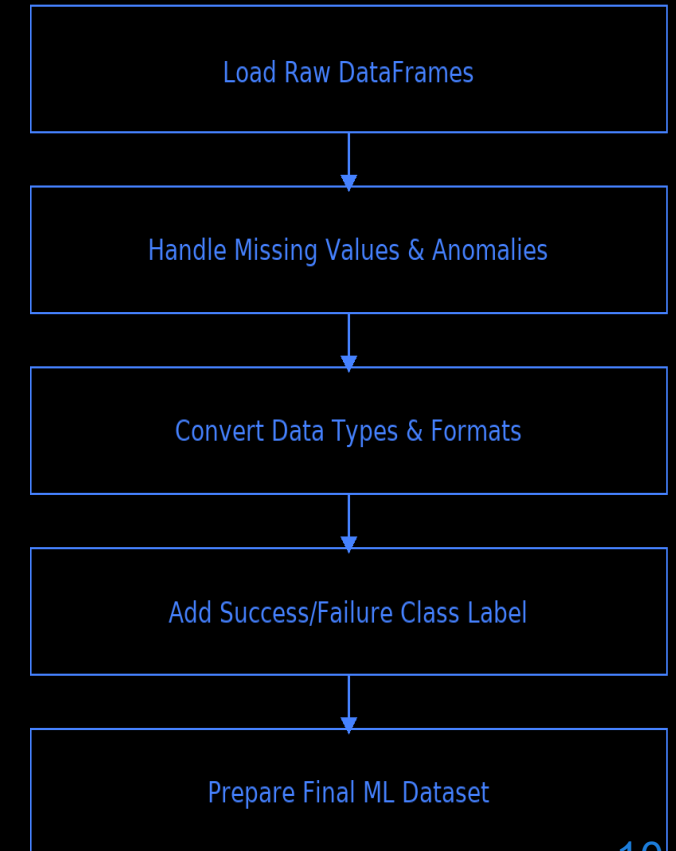 Load Raw DataFrames
Handle Missing Values & Anomalies
Convert Data Types & Formats
Add Success/Failure Class Label
Prepare Final ML Dataset